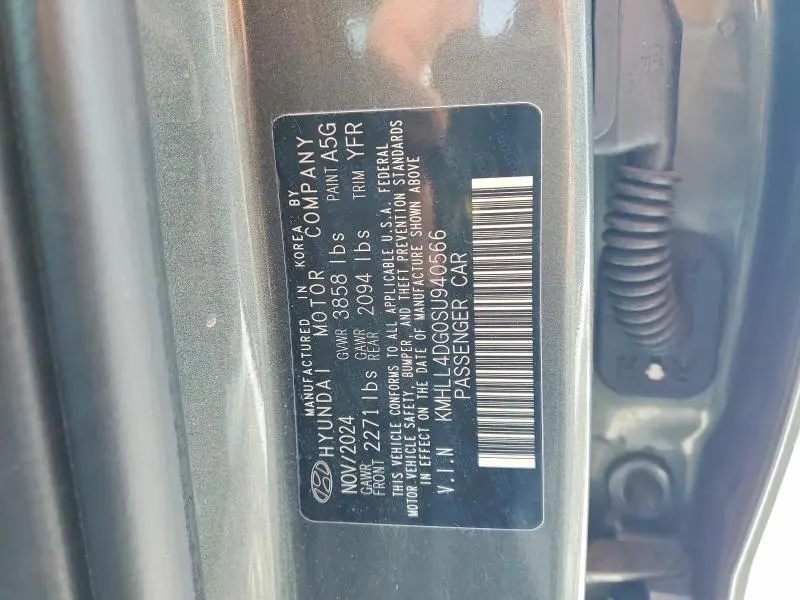 MANUFACTURED IN KOREA BY
HYUNDAI MOTOR COMPANY
NOV/2024 GVWR 3858 lbs PAINT A5G
GAWR FRONT 2271 lbs GAWR REAR 2094 lbs TRIM YFR
THIS VEHICLE CONFORMS TO ALL APPLICABLE U.S.A. FEDERAL
MOTOR VEHICLE SAFETY, BUMPER, AND THEFT PREVENTION STANDARDS
IN EFFECT ON THE DATE OF MANUFACTURE SHOWN ABOVE
V.I.N KMHLL4DG0SU940566
PASSENGER CAR